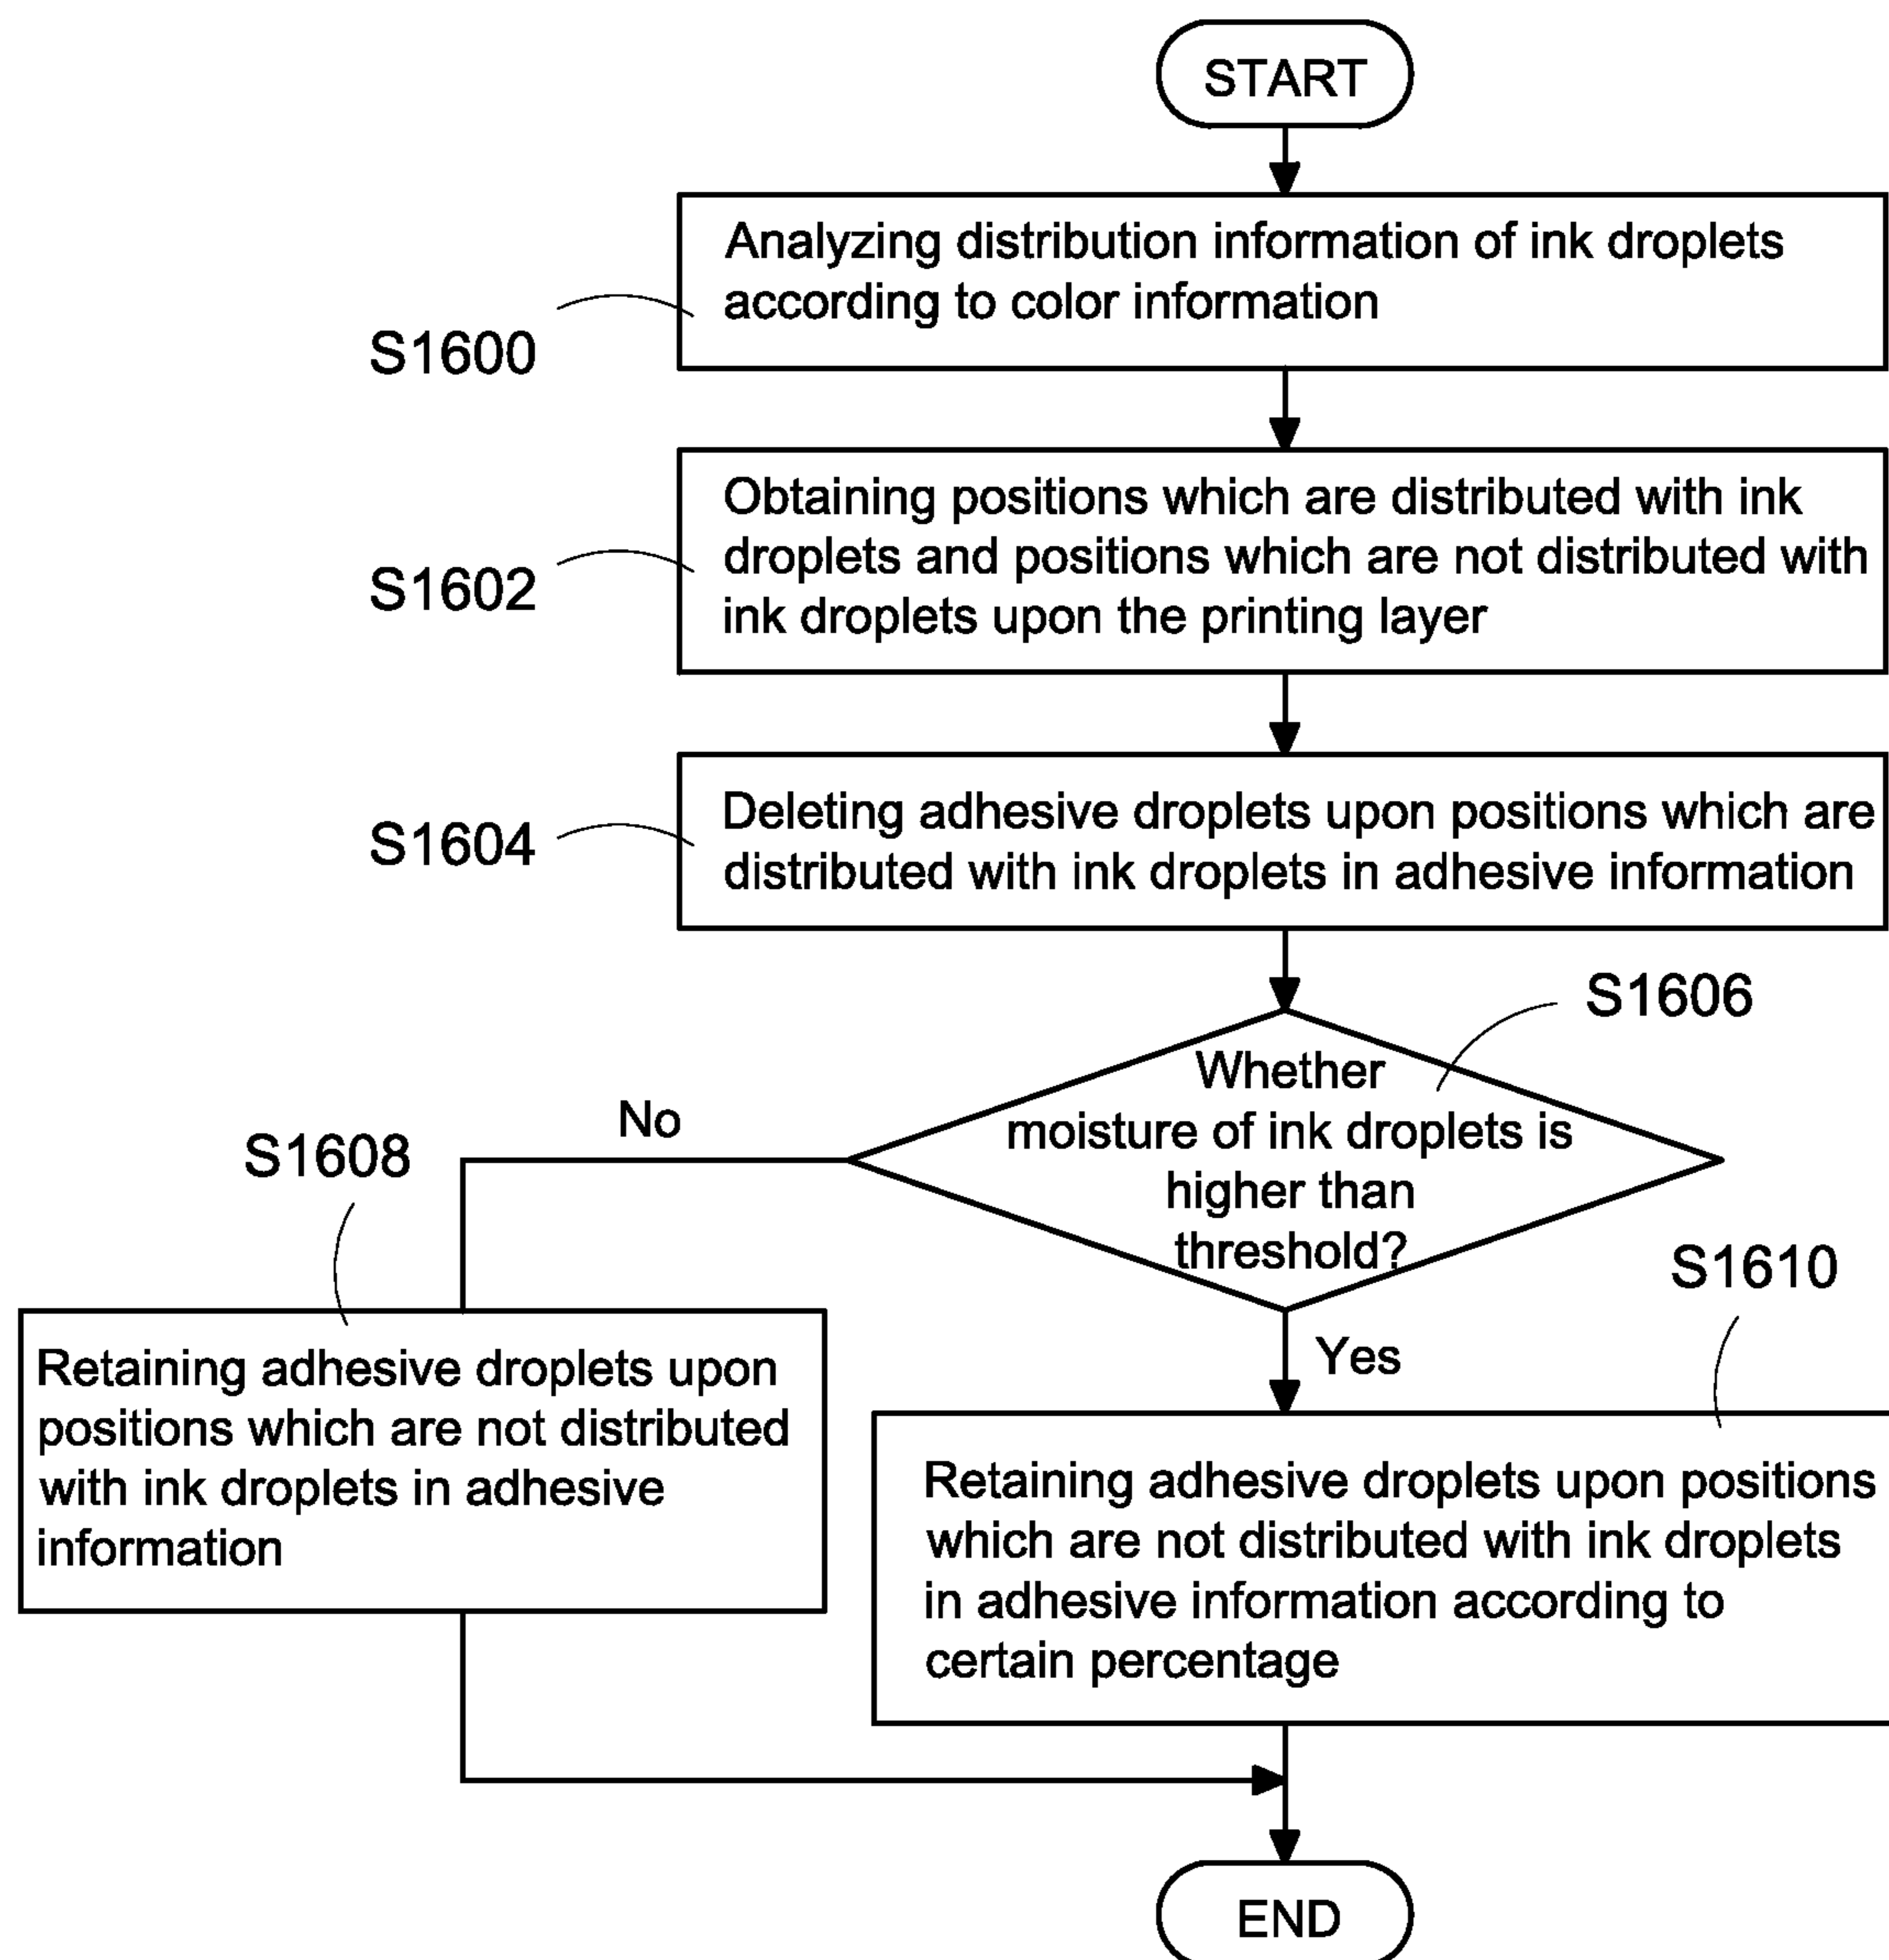 START
Analyzing distribution information of ink droplets
according to color information
S1600
Obtaining positions which are distributed with ink
droplets and positions which are not distributed with
ink droplets upon the printing layer
S1602
Deleting adhesive droplets upon positions which are
distributed with ink droplets in adhesive information
S1604
S1606
Whether
moisture of ink droplets is
higher than
threshold?
No
S1608
Retaining adhesive droplets upon
positions which are not distributed
with ink droplets in adhesive
information
Yes
S1610
Retaining adhesive droplets upon positions
which are not distributed with ink droplets
in adhesive information according to
certain percentage
END